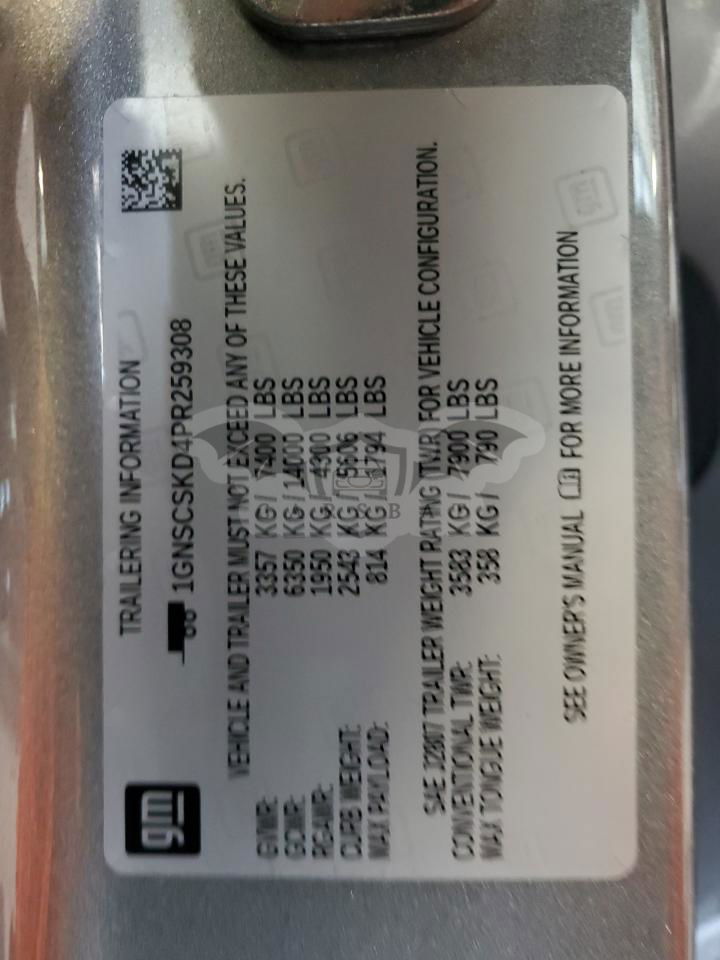 gm
TRAILERING INFORMATION
1GNSCSKD4PR259308
VEHICLE AND TRAILER MUST NOT EXCEED ANY OF THESE VALUES.
GVWR: 3357 KG / 7400 LBS
GCWR: 6350 KG / 14000 LBS
RGAWR: 1950 KG / 4300 LBS
CURB WEIGHT: 2543 KG / 5606 LBS
MAX PAYLOAD: 814 KG / 1794 LBS
SAE J2807 TRAILER WEIGHT RATING (TWR) FOR VEHICLE CONFIGURATION.
CONVENTIONAL TWR: 3583 KG / 7900 LBS
MAX TONGUE WEIGHT: 358 KG / 790 LBS
SEE OWNER'S MANUAL FOR MORE INFORMATION